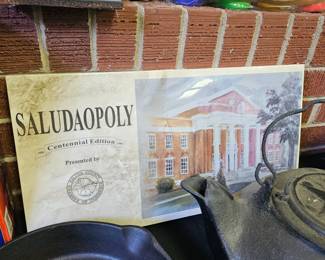 SALUDAOPOLY
~ Centennial Edition ~
Presented by